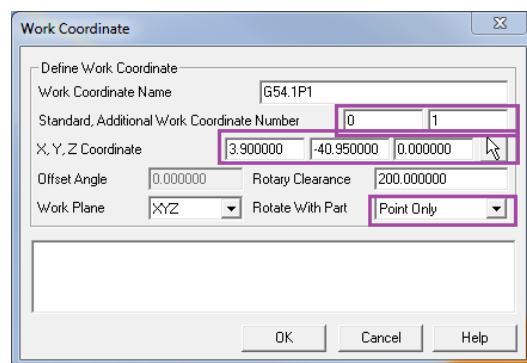 Work Coordinate
Define Work Coordinate
Work Coordinate Name G54.1P1
Standard, Additional Work Coordinate Number 0 1
X, Y, Z Coordinate 3.900000 -40.950000 0.000000
Offset Angle 0.000000 Rotary Clearance 200.000000
Work Plane XYZ Rotate With Part Point Only
OK Cancel Help